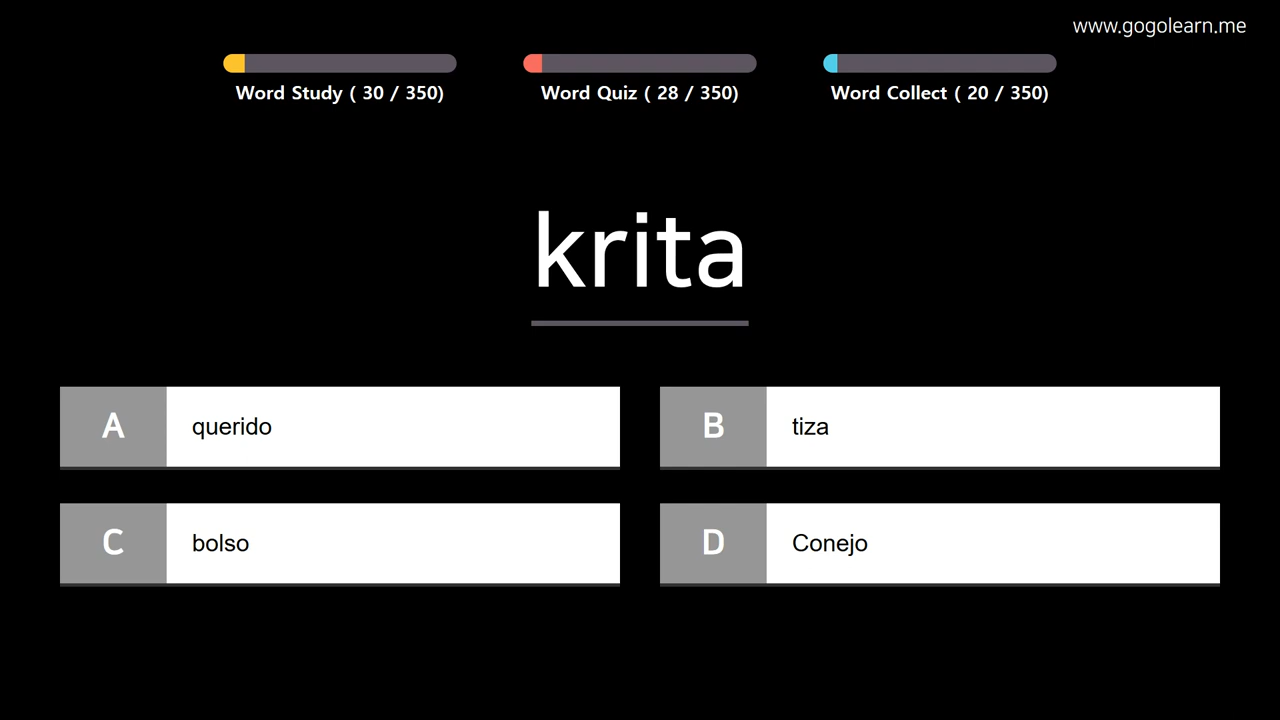 www.gogolearn.me
Word Study ( 30 / 350)
Word Quiz ( 28 / 350)
Word Collect ( 20 / 350)
krita
A querido
B tiza
C bolso
D Conejo